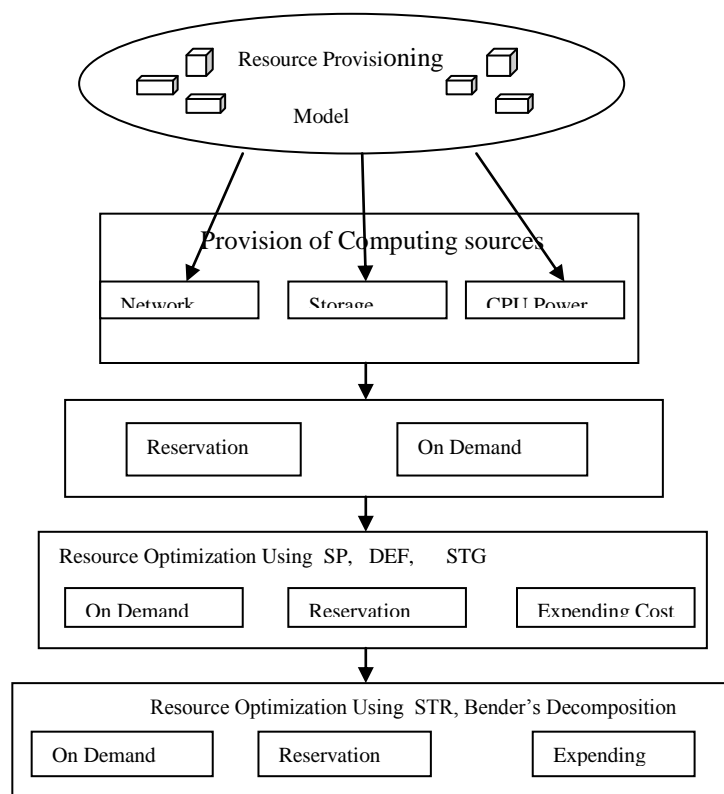 Resource Provisioning
Model
Provision of Computing sources
Network
Storage
CPU Power
Reservation
On Demand
Resource Optimization Using SP, DEF, STG
On Demand
Reservation
Expending Cost
Resource Optimization Using STR, Bender's Decomposition
On Demand
Reservation
Expending